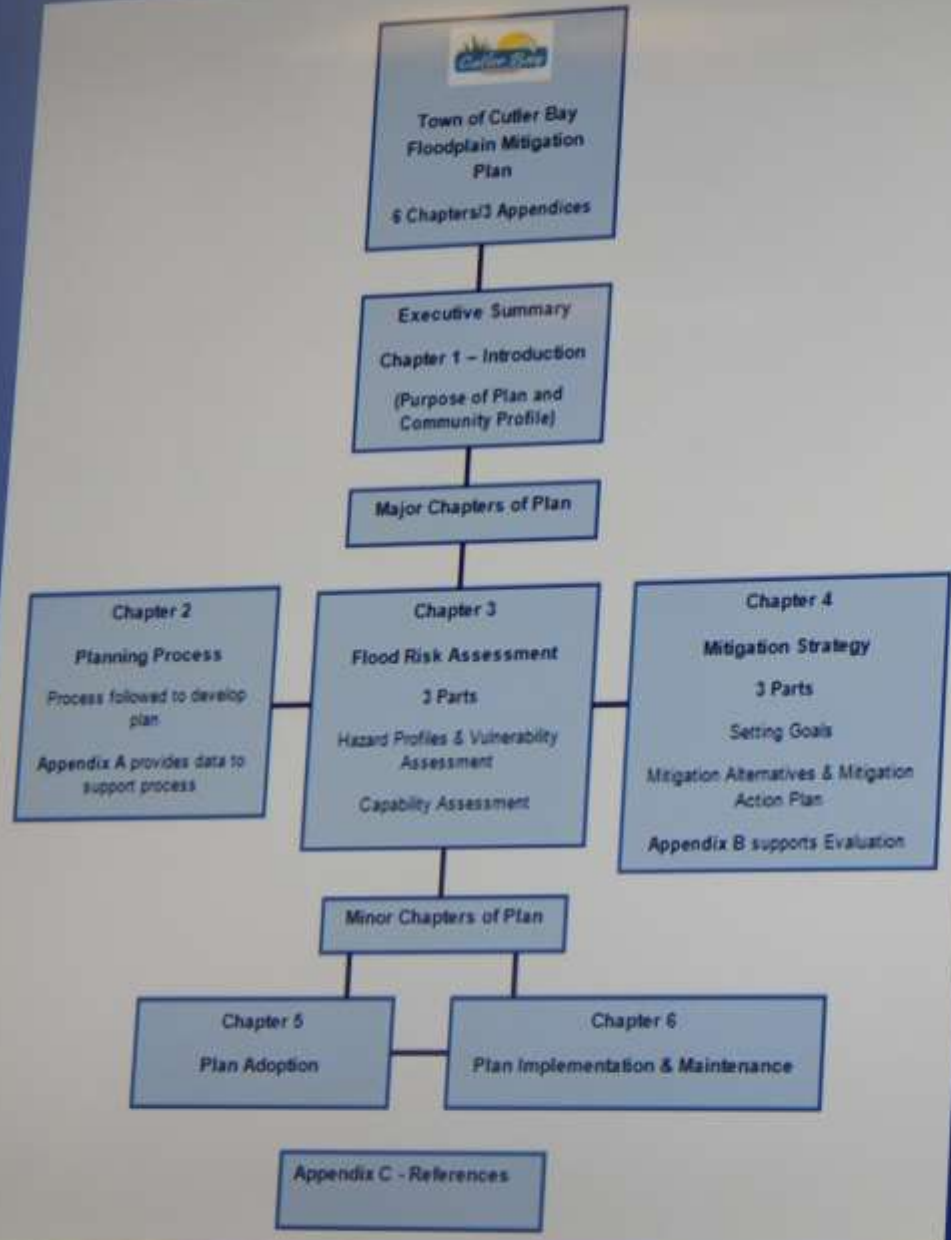 Cutler Bay
Town of Cutler Bay
Floodplain Mitigation
Plan
6 Chapters/3 Appendices
Executive Summary
Chapter 1 – Introduction
(Purpose of Plan and
Community Profile)
Major Chapters of Plan
Chapter 2
Planning Process
Process followed to develop
plan
Appendix A provides data to
support process
Chapter 3
Flood Risk Assessment
3 Parts
Hazard Profiles & Vulnerability
Assessment
Capability Assessment
Chapter 4
Mitigation Strategy
3 Parts
Setting Goals
Mitigation Alternatives & Mitigation
Action Plan
Appendix B supports Evaluation
Minor Chapters of Plan
Chapter 5
Plan Adoption
Chapter 6
Plan Implementation & Maintenance
Appendix C - References